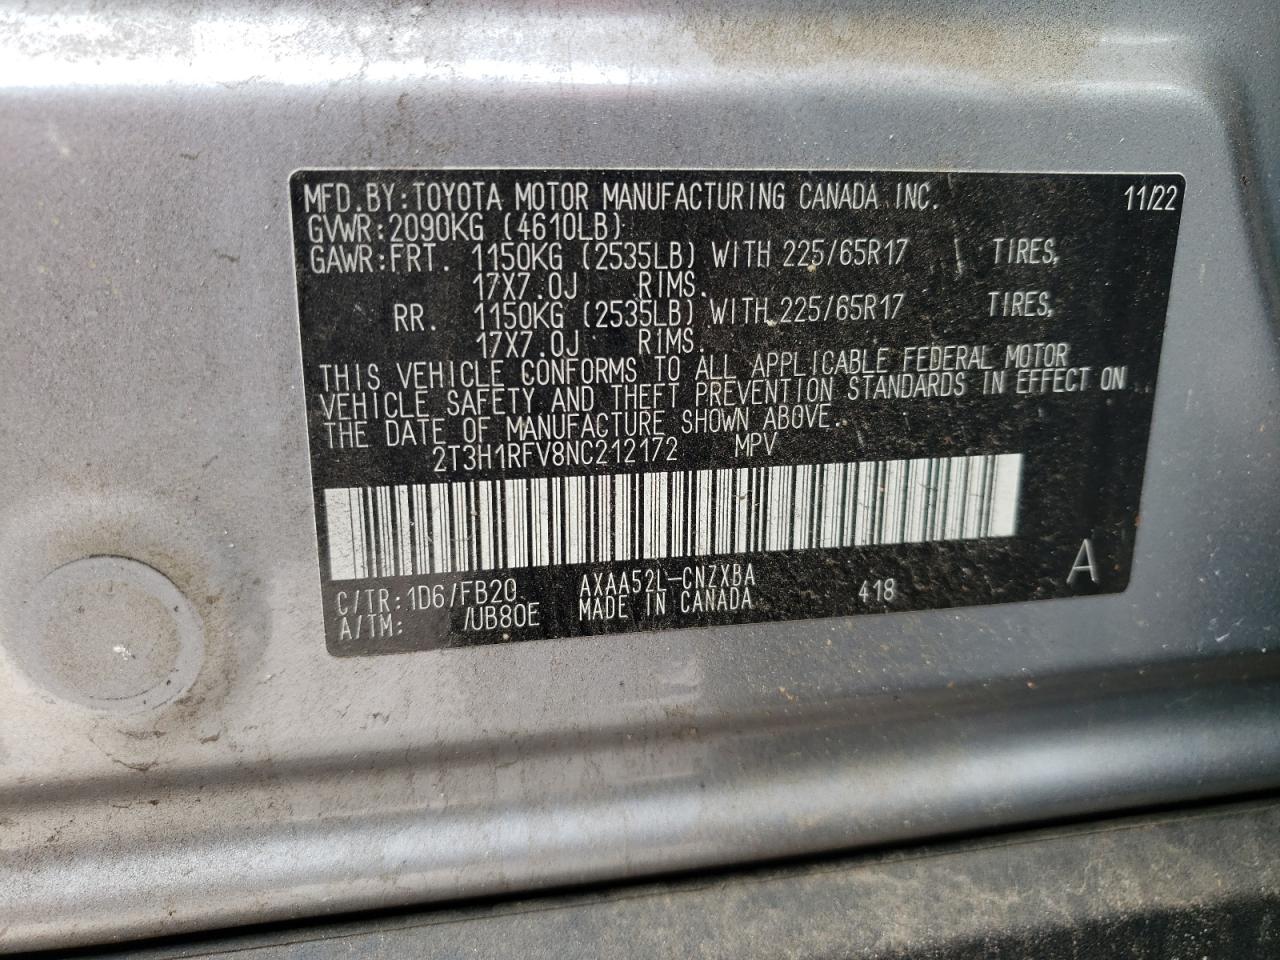 MFD.BY:TOYOTA MOTOR MANUFACTURING CANADA INC. 11/22
GVWR:2090KG (4610LB)
GAWR:FRT. 1150KG (2535LB) WITH 225/65R17 TIRES,
17X7.0J RIMS.
RR. 1150KG (2535LB) WITH 225/65R17 TIRES,
17X7.0J RIMS.
THIS VEHICLE CONFORMS TO ALL APPLICABLE FEDERAL MOTOR
VEHICLE SAFETY AND THEFT PREVENTION STANDARDS IN EFFECT ON
THE DATE OF MANUFACTURE SHOWN ABOVE.
2T3H1RFV8NC212172 MPV
C/TR:1D6/FB20 AXAA52L-CNZXBA 418 A
A/TM: /UB80E MADE IN CANADA